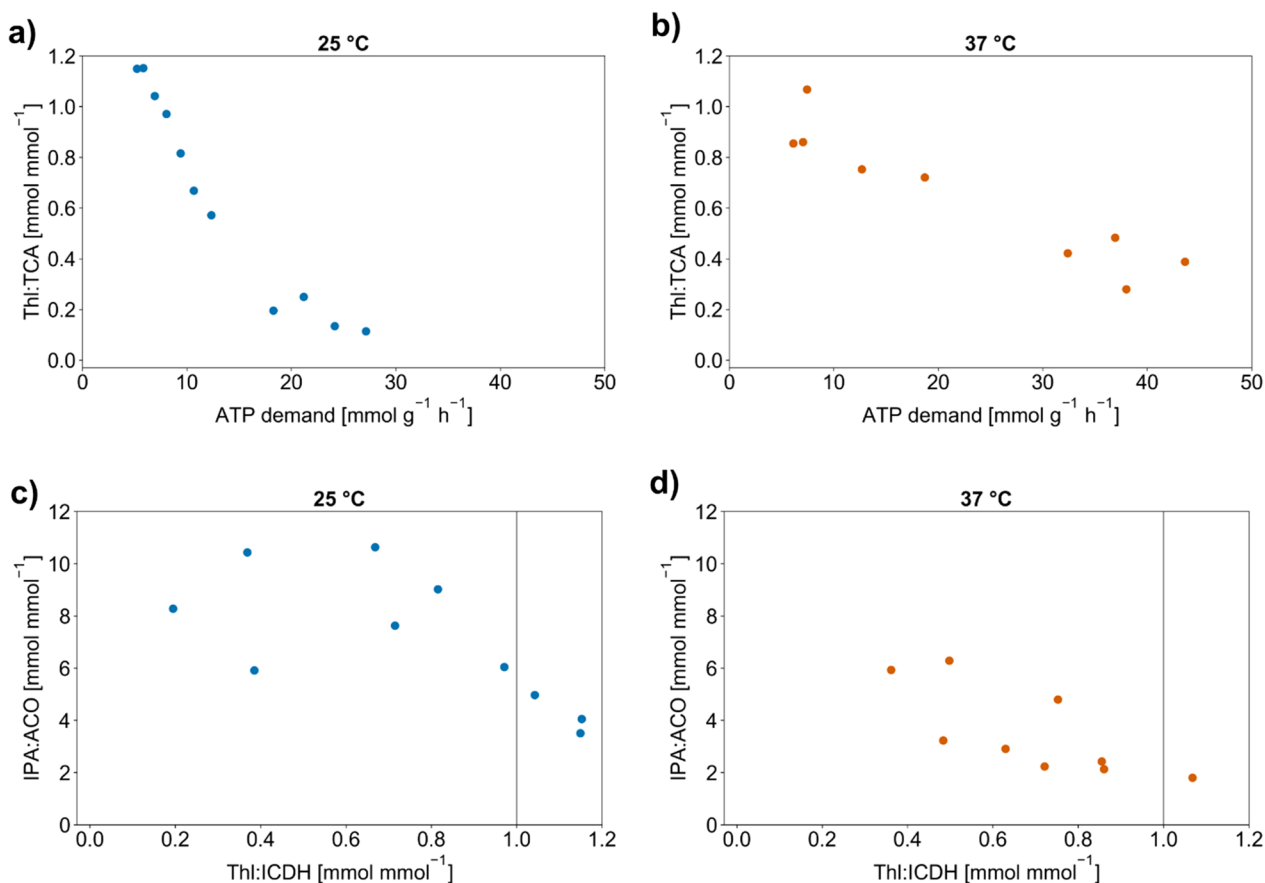 a)
25 °C
Thl:TCA [mmol mmol⁻¹]
1.2
1.0
0.8
0.6
0.4
0.2
0.0
0 10 20 30 40 50
ATP demand [mmol g⁻¹ h⁻¹]
b)
37 °C
Thl:TCA [mmol mmol⁻¹]
1.2
1.0
0.8
0.6
0.4
0.2
0.0
0 10 20 30 40 50
ATP demand [mmol g⁻¹ h⁻¹]
c)
25 °C
IPA:ACO [mmol mmol⁻¹]
12
10
8
6
4
2
0
0.0 0.2 0.4 0.6 0.8 1.0 1.2
Thl:ICDH [mmol mmol⁻¹]
d)
37 °C
IPA:ACO [mmol mmol⁻¹]
12
10
8
6
4
2
0
0.0 0.2 0.4 0.6 0.8 1.0 1.2
Thl:ICDH [mmol mmol⁻¹]